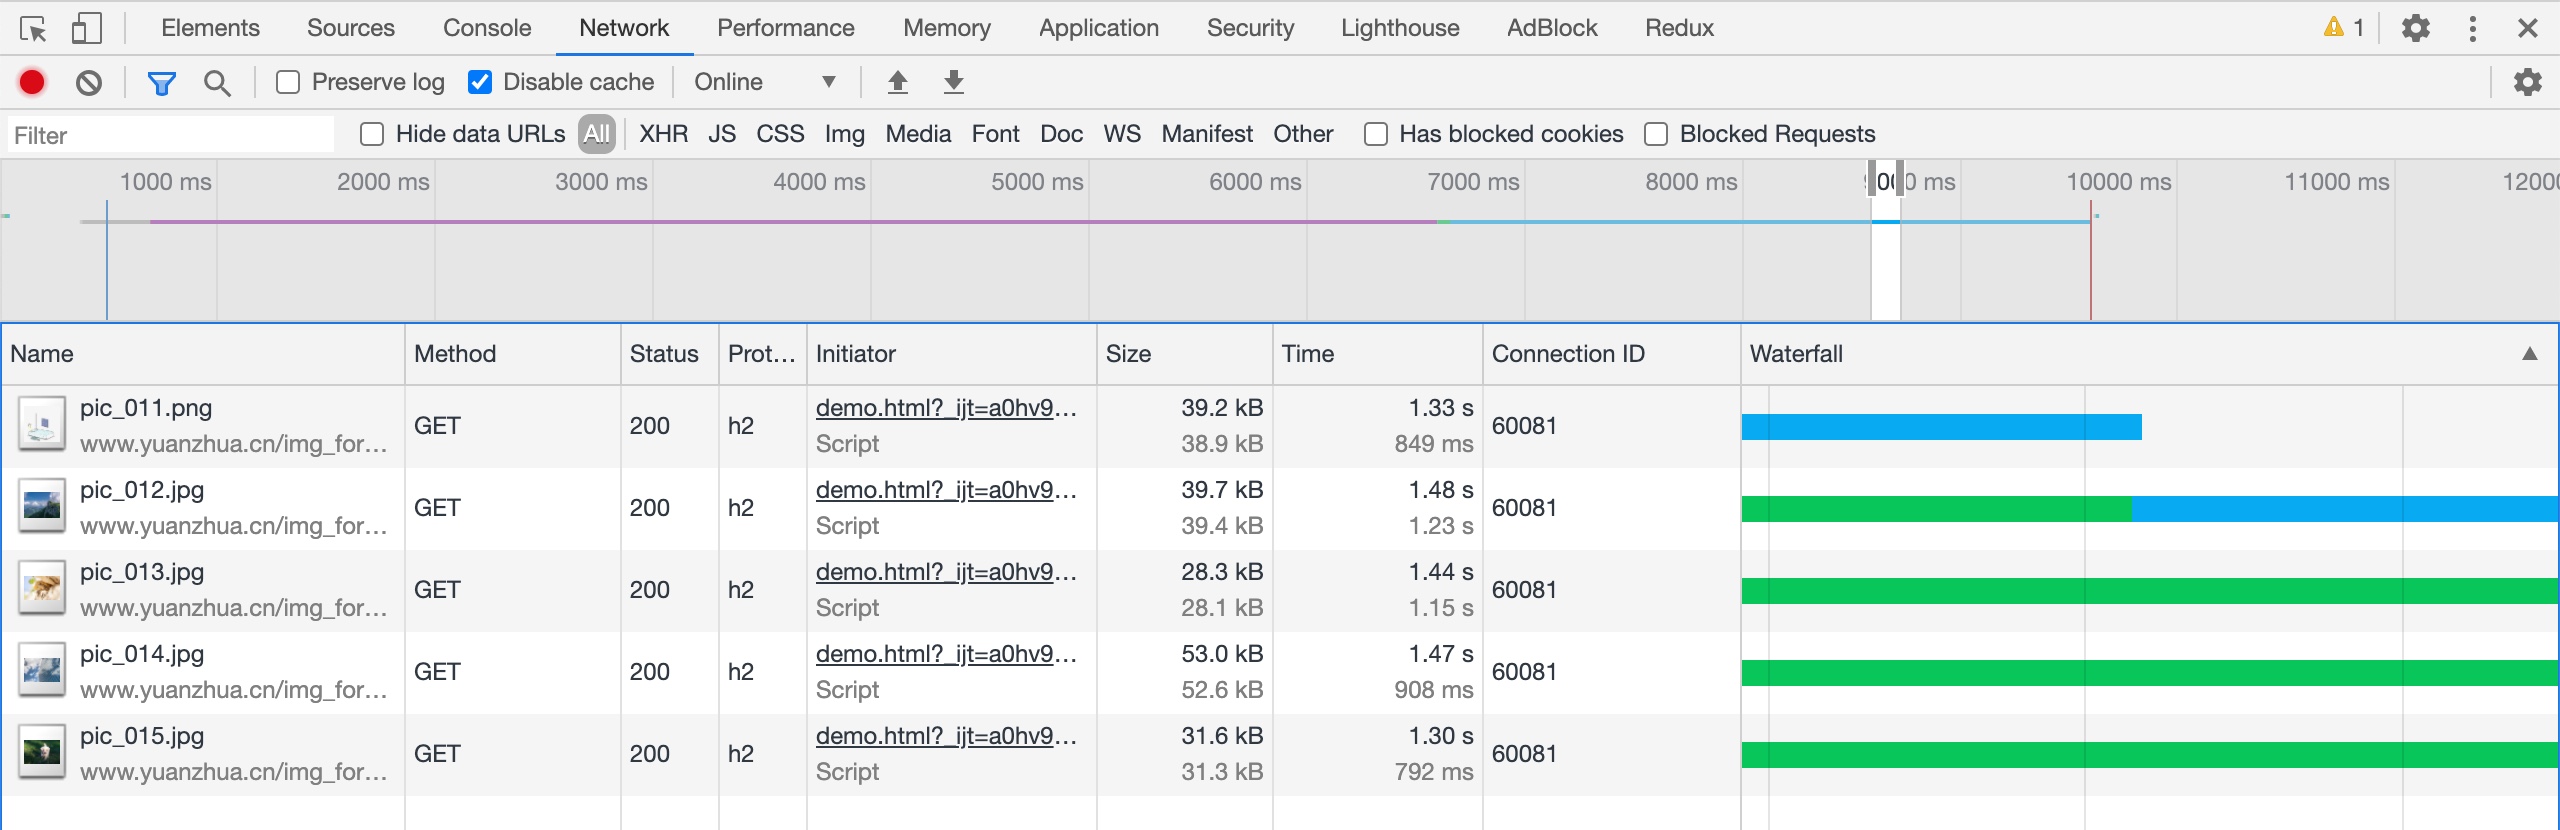 Elements Sources Console Network Performance Memory Application Security Lighthouse AdBlock Redux 1
Preserve log Disable cache Online
Filter Hide data URLs All XHR JS CSS Img Media Font Doc WS Manifest Other Has blocked cookies Blocked Requests
1000 ms 2000 ms 3000 ms 4000 ms 5000 ms 6000 ms 7000 ms 8000 ms 9000 ms 10000 ms 11000 ms 12000
Name Method Status Prot... Initiator Size Time Connection ID Waterfall
pic_011.png demo.html?_ijt=a0hv9... 39.2 kB 1.33 s
GET 200 h2 60081
www.yuanzhua.cn/img_for... Script 38.9 kB 849 ms
pic_012.jpg demo.html?_ijt=a0hv9... 39.7 kB 1.48 s
GET 200 h2 60081
www.yuanzhua.cn/img_for... Script 39.4 kB 1.23 s
pic_013.jpg demo.html?_ijt=a0hv9... 28.3 kB 1.44 s
GET 200 h2 60081
www.yuanzhua.cn/img_for... Script 28.1 kB 1.15 s
pic_014.jpg demo.html?_ijt=a0hv9... 53.0 kB 1.47 s
GET 200 h2 60081
www.yuanzhua.cn/img_for... Script 52.6 kB 908 ms
pic_015.jpg demo.html?_ijt=a0hv9... 31.6 kB 1.30 s
GET 200 h2 60081
www.yuanzhua.cn/img_for... Script 31.3 kB 792 ms